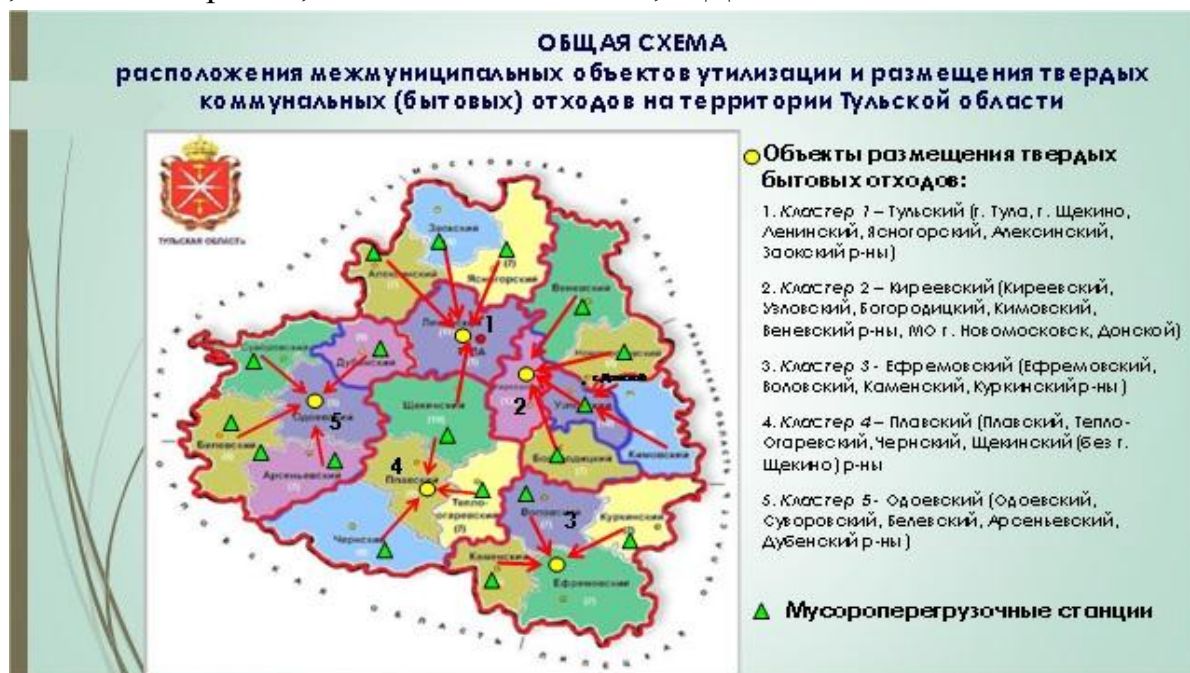 ОБЩАЯ СХЕМА
расположения межмуниципальных объектов утилизации и размещения твердых
коммунальных (бытовых) отходов на территории Тульской области
ТУЛЬСКАЯ ОБЛАСТЬ
МОСКОВСКАЯ
Заокский
Алексинский
Ясногорский
(7)
Веневский
1
Дубенский
2
Щекинский
Одоевский
5
Белевский
Арсеньевский
Богородицкий
Кимовский
4
Плавский
Тепло-
огаревский
(7)
Воловский
3
Куркинский
Чернский
Каменский
Ефремовский
Объекты размещения твердых
бытовых отходов:
1. Кластер 1 – Тульский (г. Тула, г. Щекино,
Ленинский, Ясногорский, Алексинский,
Заокский р-ны)
2. Кластер 2 – Киреевский (Киреевский,
Узловский, Богородицкий, Кимовский,
Веневский р-ны, МО г. Новомосковск, Донской)
3. Кластер 3 - Ефремовский (Ефремовский,
Воловский, Каменский, Куркинский р-ны)
4. Кластер 4 – Плавский (Плавский, Тепло-
Огаревский, Чернский, Щекинский (без г.
Щекино) р-ны
5. Кластер 5- Одоевский (Одоевский,
Суворовский, Белевский, Арсеньевский,
Дубенский р-ны)
Мусороперегрузочные станции